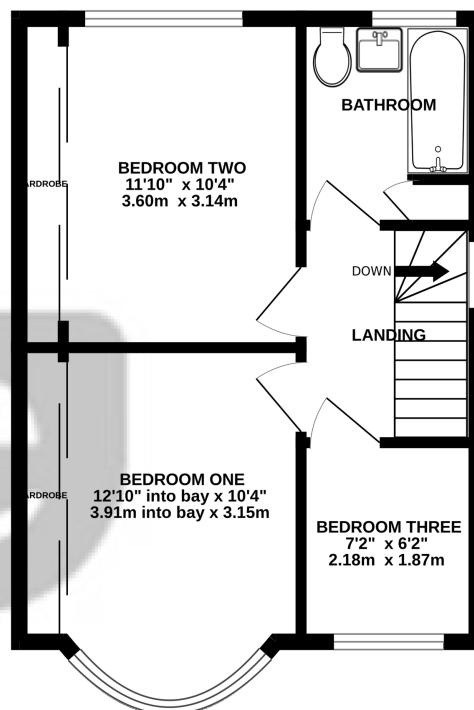 BATHROOM
BEDROOM TWO
11'10" x 10'4"
3.60m x 3.14m
ARDROBE
DOWN
LANDING
BEDROOM ONE
12'10" into bay x 10'4"
3.91m into bay x 3.15m
ARDROBE
BEDROOM THREE
7'2" x 6'2"
2.18m x 1.87m